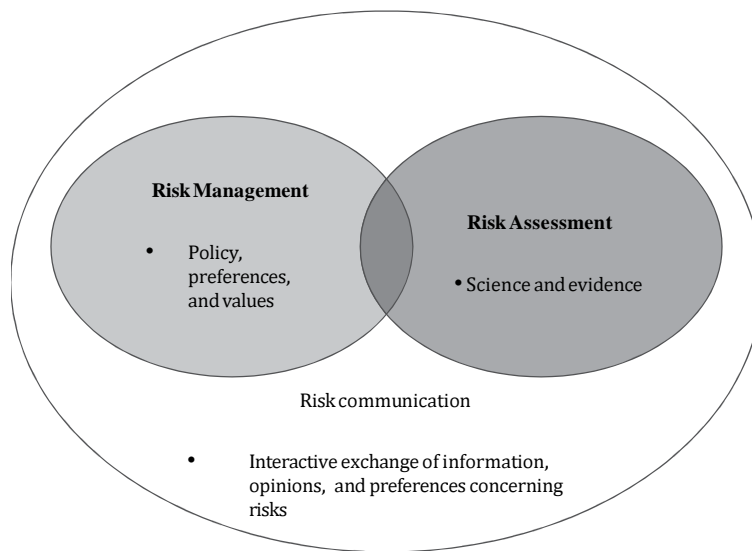 Risk Management
• Policy,
preferences,
and values
Risk Assessment
• Science and evidence
Risk communication
• Interactive exchange of information,
opinions, and preferences concerning
risks